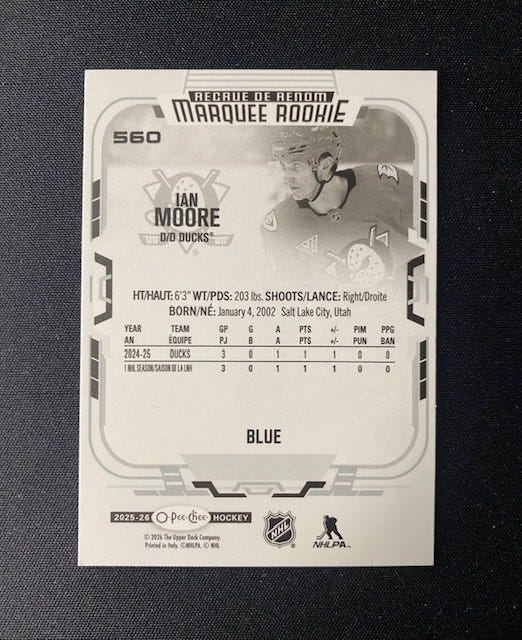 RECRUE DE RENOM
MARQUEE ROOKIE
560
IAN
MOORE
D/D DUCKS®
HT/HAUT: 6'3" WT/PDS: 203 lbs. SHOOTS/LANCE: Right/Droite
BORN/NÉ: January 4, 2002 Salt Lake City, Utah
YEAR TEAM GP G A PTS +/- PIM PPG
AN ÉQUIPE PJ B A PTS +/- PUN BAN
2024-25 DUCKS 3 0 1 1 1 0 0
1 NHL SEASON/SAISON DE LA LNH 3 0 1 1 1 0 0
BLUE
2025-26 O-Pee-Chee HOCKEY
© 2026 The Upper Deck Company.
Printed in Italy. ©NHLPA. © NHL.
NHL
NHLPA